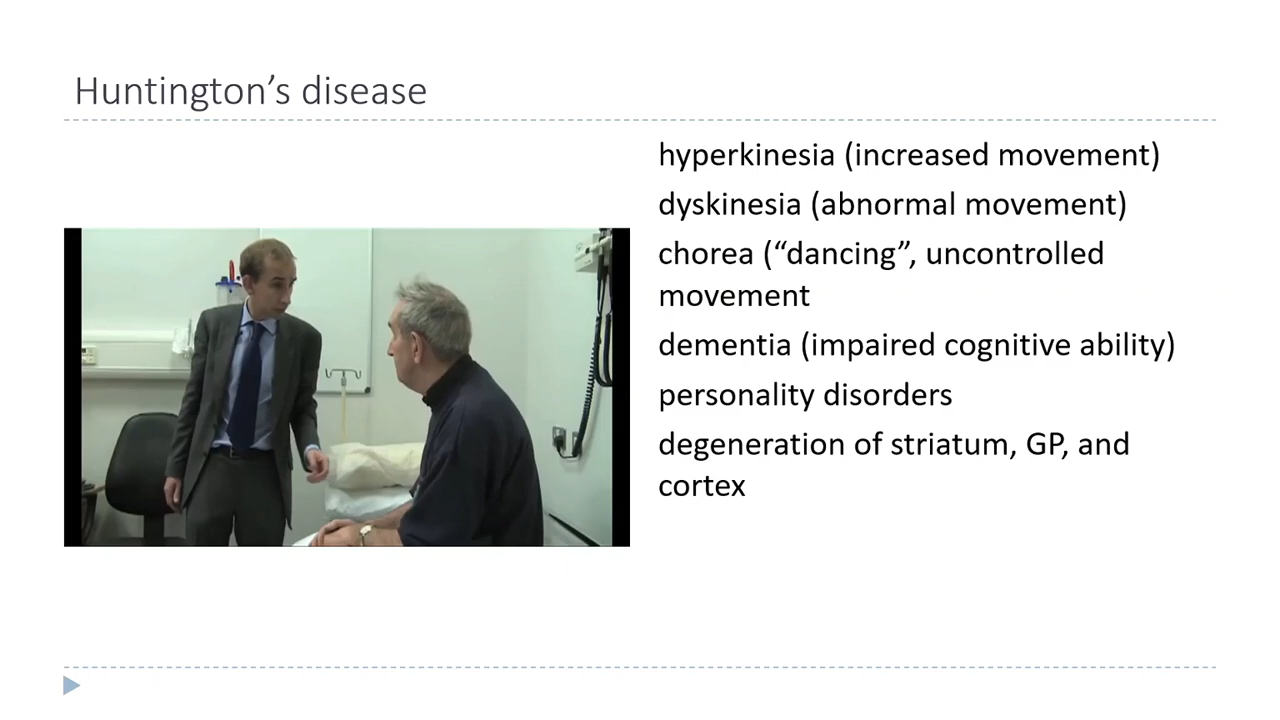 Huntington’s disease
hyperkinesia (increased movement)
dyskinesia (abnormal movement)
chorea (“dancing”, uncontrolled
movement
dementia (impaired cognitive ability)
personality disorders
degeneration of striatum, GP, and
cortex